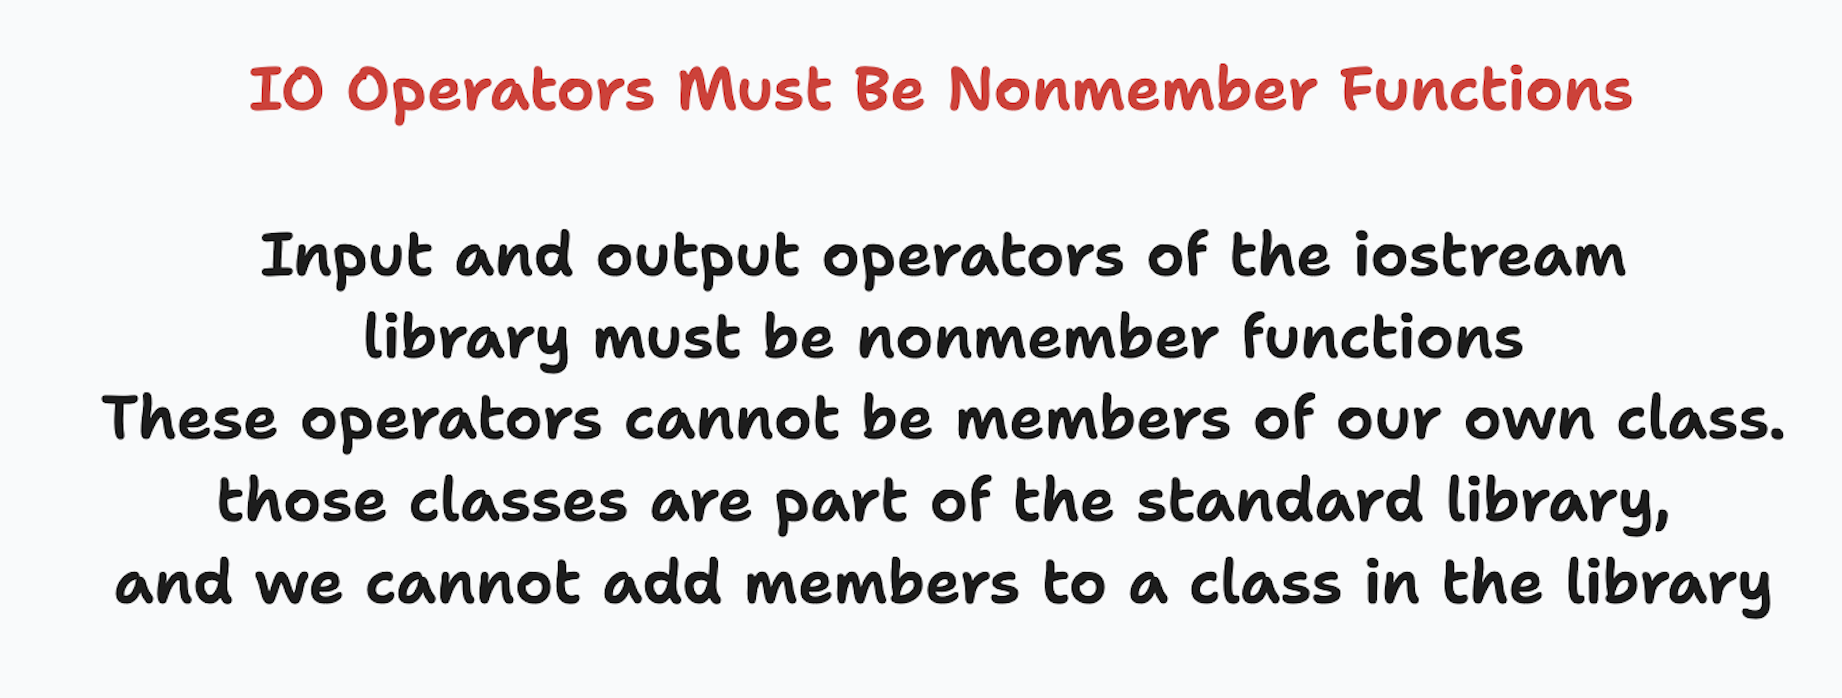 IO Operators Must Be Nonmember Functions
Input and output operators of the iostream
library must be nonmember functions
These operators cannot be members of our own class.
those classes are part of the standard library,
and we cannot add members to a class in the library